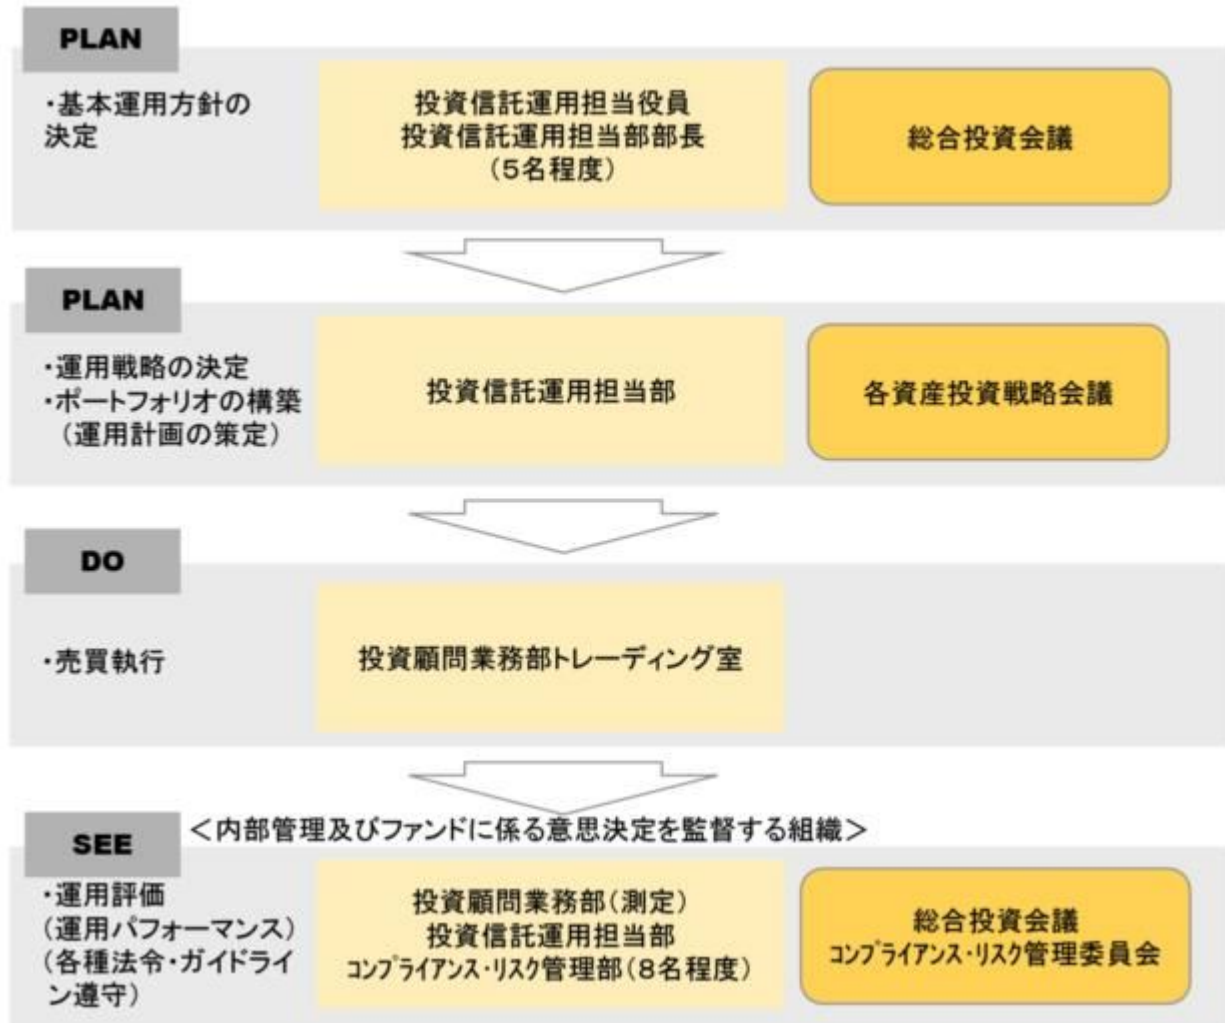 PLAN
・基本運用方針の
決定
投資信託運用担当役員
投資信託運用担当部部長
(5名程度)
総合投資会議
PLAN
・運用戦略の決定
・ポートフォリオの構築
(運用計画の策定)
投資信託運用担当部
各資産投資戦略会議
DO
・売買執行
投資顧問業務部トレーディング室
SEE
＜内部管理及びファンドに係る意思決定を監督する組織＞
・運用評価
(運用パフォーマンス)
(各種法令・ガイドライ
ン遵守)
投資顧問業務部(測定)
投資信託運用担当部
コンプライアンス・リスク管理部(8名程度)
総合投資会議
コンプライアンス・リスク管理委員会